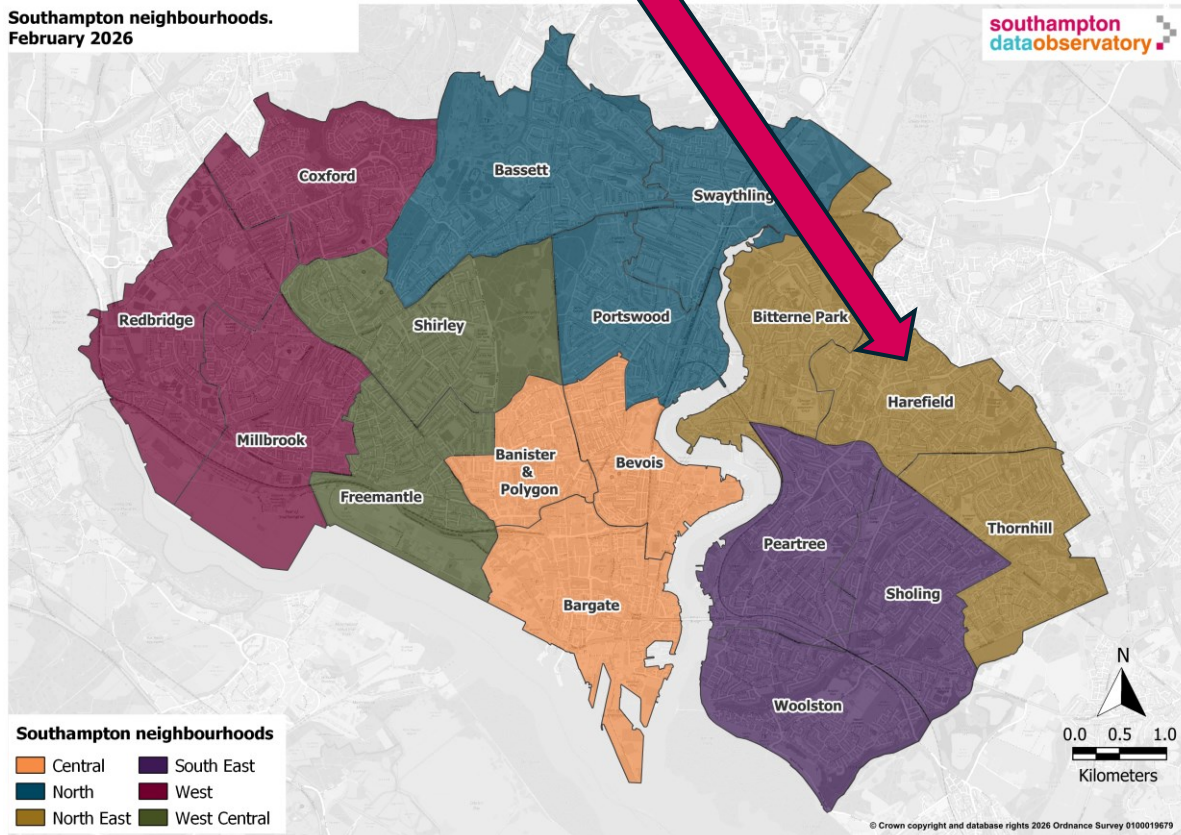 Southampton neighbourhoods.
February 2026
southampton
dataobservatory
Coxford
Bassett
Swaythling
Redbridge
Shirley
Portswood
Bitterne Park
Harefield
Millbrook
Banister
&
Polygon
Bevois
Freemantle
Thornhill
Peartree
Sholing
Bargate
Woolston
N
0.0 0.5 1.0
Kilometers
Southampton neighbourhoods
Central
South East
North
West
North East
West Central
© Crown copyright and database rights 2026 Ordnance Survey 0100019679